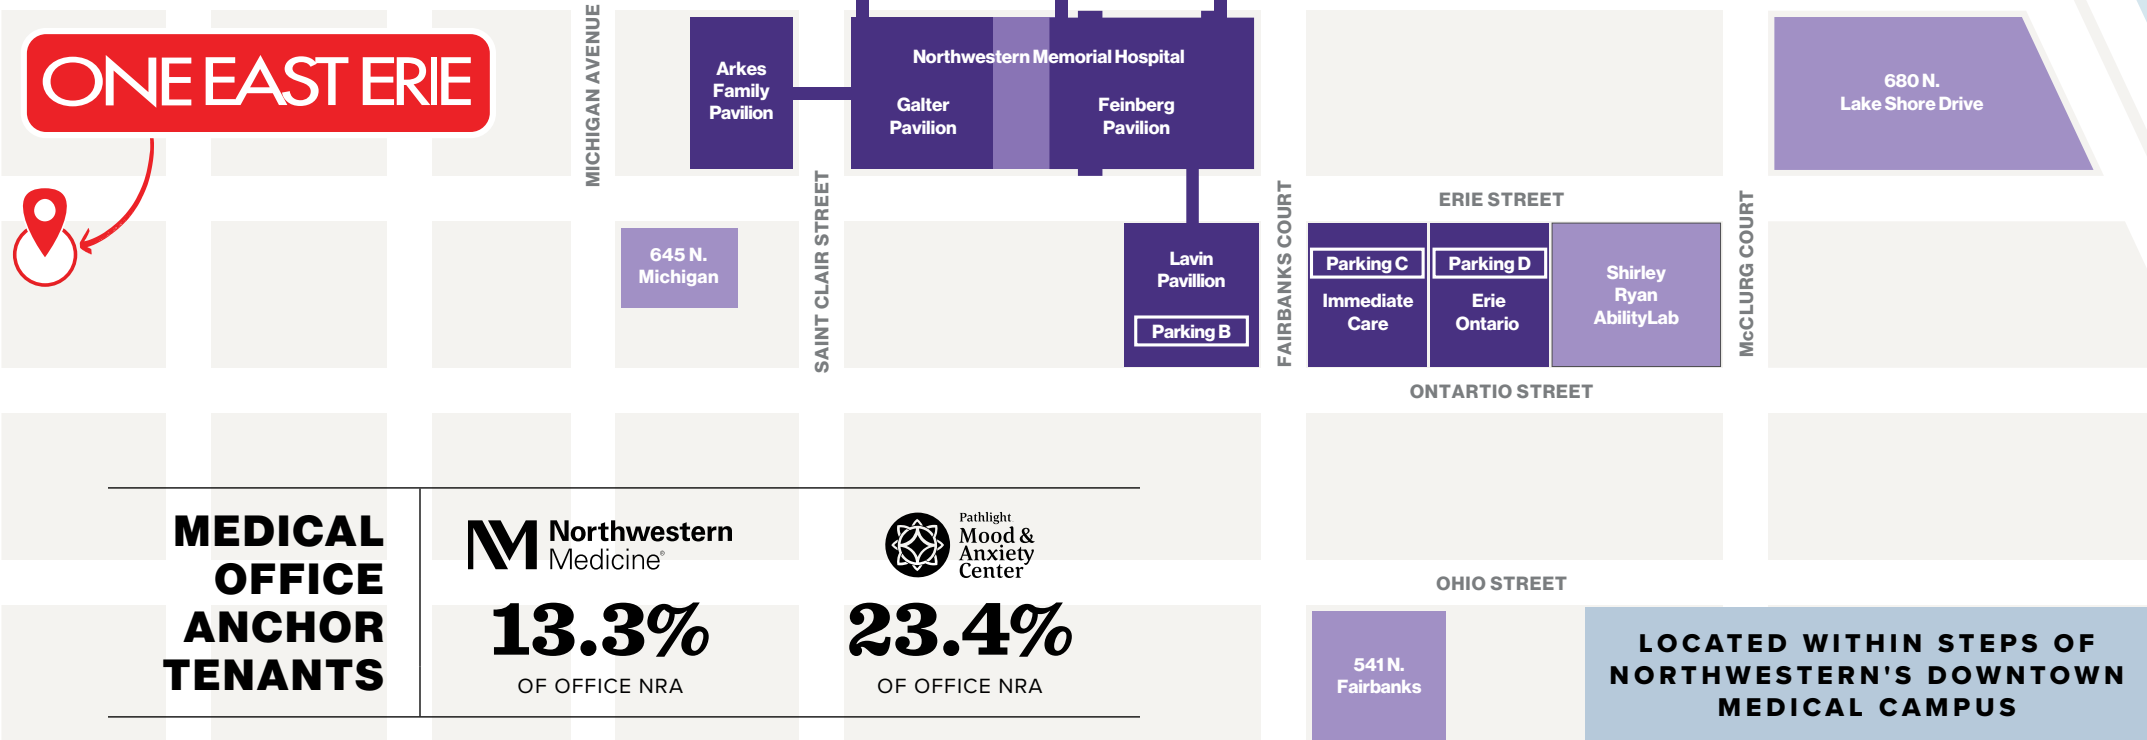 ONE EAST ERIE
MICHIGAN AVENUE
Arkes
Family
Pavilion
Northwestern Memorial Hospital
Galter
Pavilion
Feinberg
Pavilion
680 N.
Lake Shore Drive
SAINT CLAIR STREET
FAIRBANKS COURT
ERIE STREET
McCLURG COURT
645 N.
Michigan
Lavin
Pavillion
Parking B
Parking C
Immediate
Care
Parking D
Erie
Ontario
Shirley
Ryan
AbilityLab
ONTARTIO STREET
MEDICAL
OFFICE
ANCHOR
TENANTS
NM
Northwestern
Medicine®
13.3%
OF OFFICE NRA
Pathlight
Mood &
Anxiety
Center
23.4%
OF OFFICE NRA
OHIO STREET
541 N.
Fairbanks
LOCATED WITHIN STEPS OF
NORTHWESTERN'S DOWNTOWN
MEDICAL CAMPUS